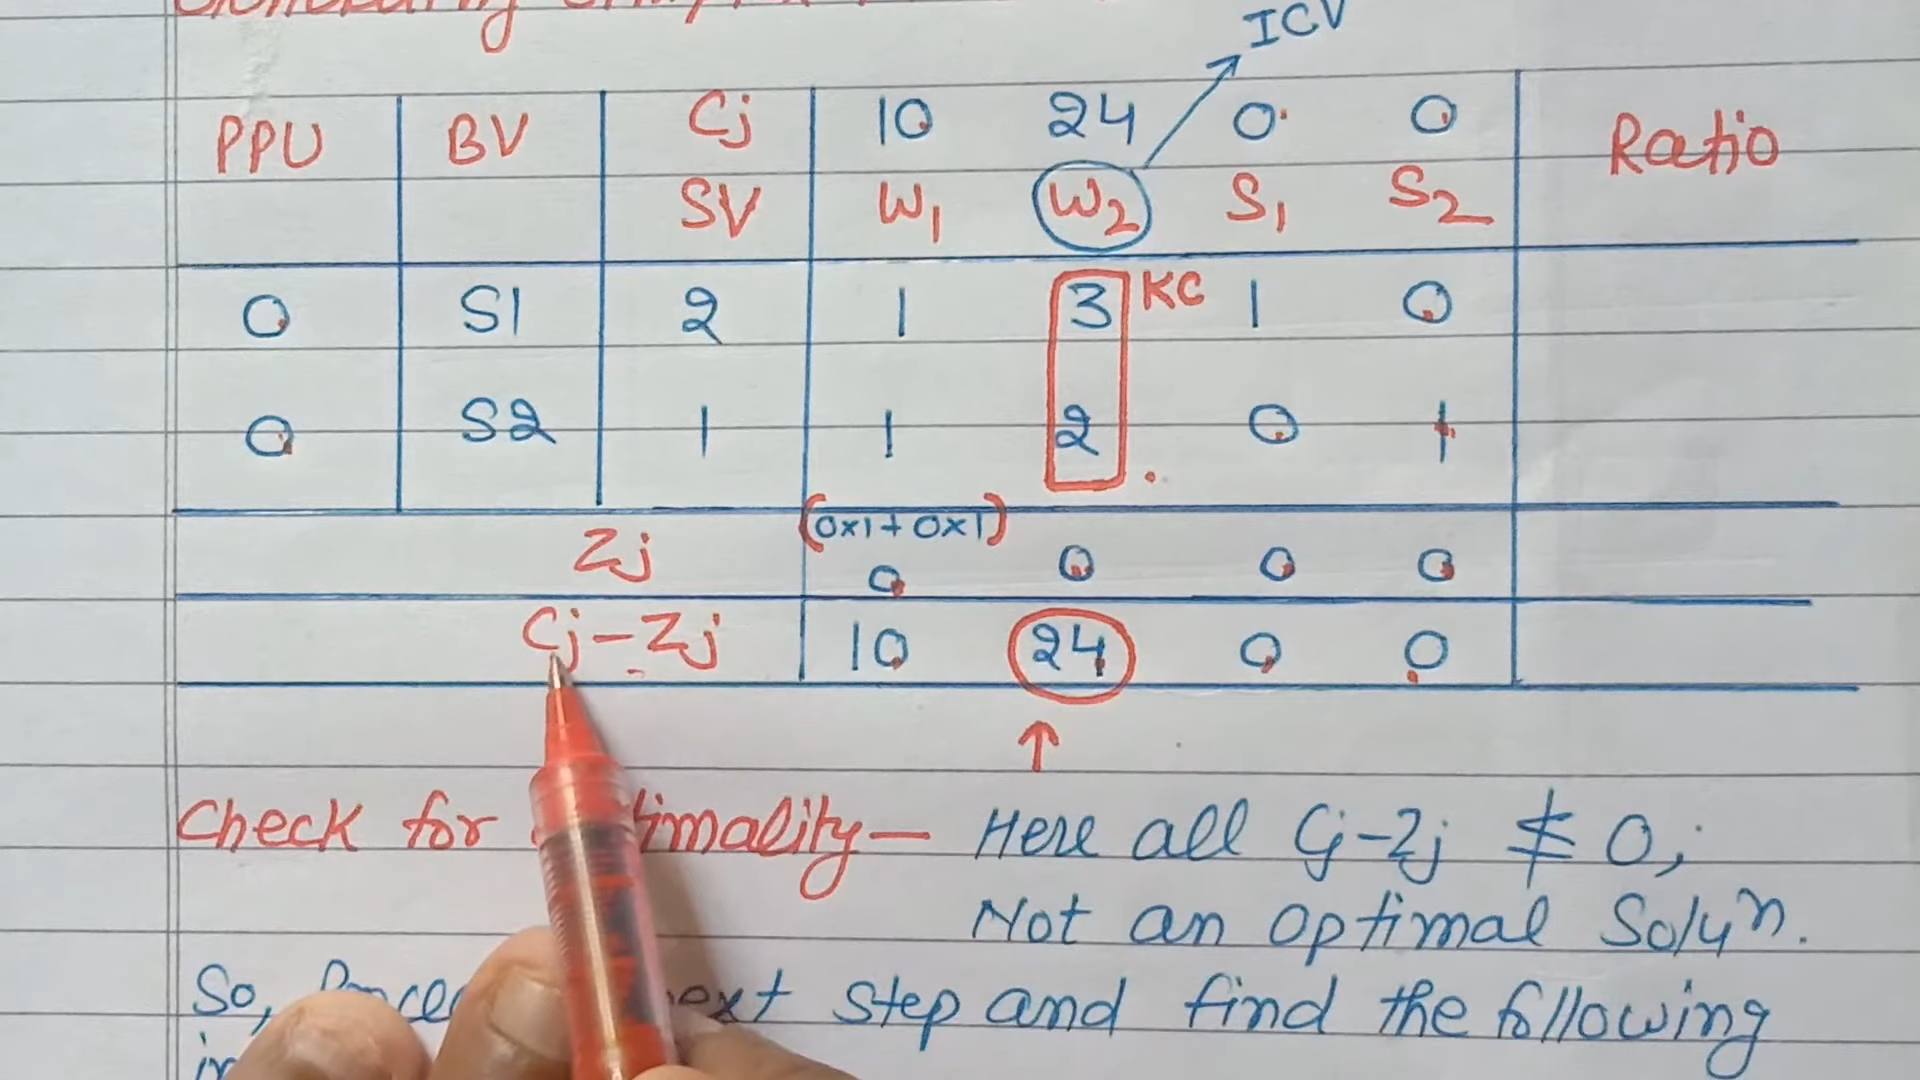 ICV
PPU BV Cj 10 24 0 0 Ratio
SV W1 W2 S1 S2
0 S1 2 1 3 KC 1 0
0 S2 1 1 2 0 1
(0x1+0x1)
Zj 0 0 0 0
Cj-Zj 10 24 0 0
↑
Check for - Here all Cj-Zj ≰ 0,
Not an optimal Solyn.
So, step and find the following